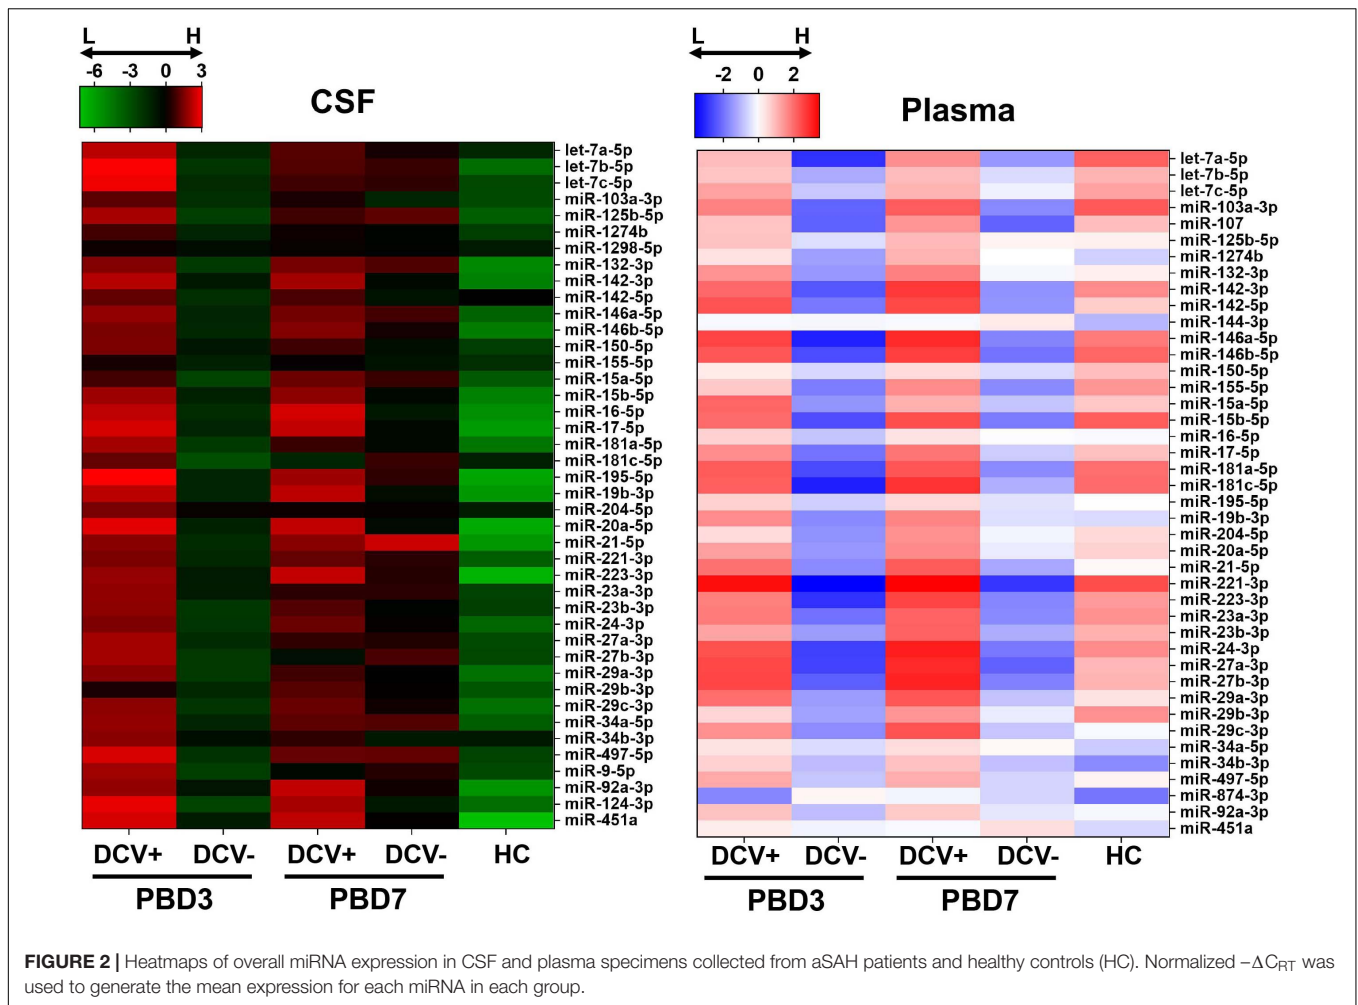 L H
-6 -3 0 3
CSF
let-7a-5p
let-7b-5p
let-7c-5p
miR-103a-3p
miR-125b-5p
miR-1274b
miR-1298-5p
miR-132-3p
miR-142-3p
miR-142-5p
miR-146a-5p
miR-146b-5p
miR-150-5p
miR-155-5p
miR-15a-5p
miR-15b-5p
miR-16-5p
miR-17-5p
miR-181a-5p
miR-181c-5p
miR-195-5p
miR-19b-3p
miR-204-5p
miR-20a-5p
miR-21-5p
miR-221-3p
miR-223-3p
miR-23a-3p
miR-23b-3p
miR-24-3p
miR-27a-3p
miR-27b-3p
miR-29a-3p
miR-29b-3p
miR-29c-3p
miR-34a-5p
miR-34b-3p
miR-497-5p
miR-9-5p
miR-92a-3p
miR-124-3p
miR-451a
DCV+ DCV- DCV+ DCV- HC
PBD3 PBD7
L H
-2 0 2
Plasma
let-7a-5p
let-7b-5p
let-7c-5p
miR-103a-3p
miR-107
miR-125b-5p
miR-1274b
miR-132-3p
miR-142-3p
miR-142-5p
miR-144-3p
miR-146a-5p
miR-146b-5p
miR-150-5p
miR-155-5p
miR-15a-5p
miR-15b-5p
miR-16-5p
miR-17-5p
miR-181a-5p
miR-181c-5p
miR-195-5p
miR-19b-3p
miR-204-5p
miR-20a-5p
miR-21-5p
miR-221-3p
miR-223-3p
miR-23a-3p
miR-23b-3p
miR-24-3p
miR-27a-3p
miR-27b-3p
miR-29a-3p
miR-29b-3p
miR-29c-3p
miR-34a-5p
miR-34b-3p
miR-497-5p
miR-874-3p
miR-92a-3p
miR-451a
DCV+ DCV- DCV+ DCV- HC
PBD3 PBD7
FIGURE 2 | Heatmaps of overall miRNA expression in CSF and plasma specimens collected from aSAH patients and healthy controls (HC). Normalized −ΔC<sub>RT</sub> was
used to generate the mean expression for each miRNA in each group.